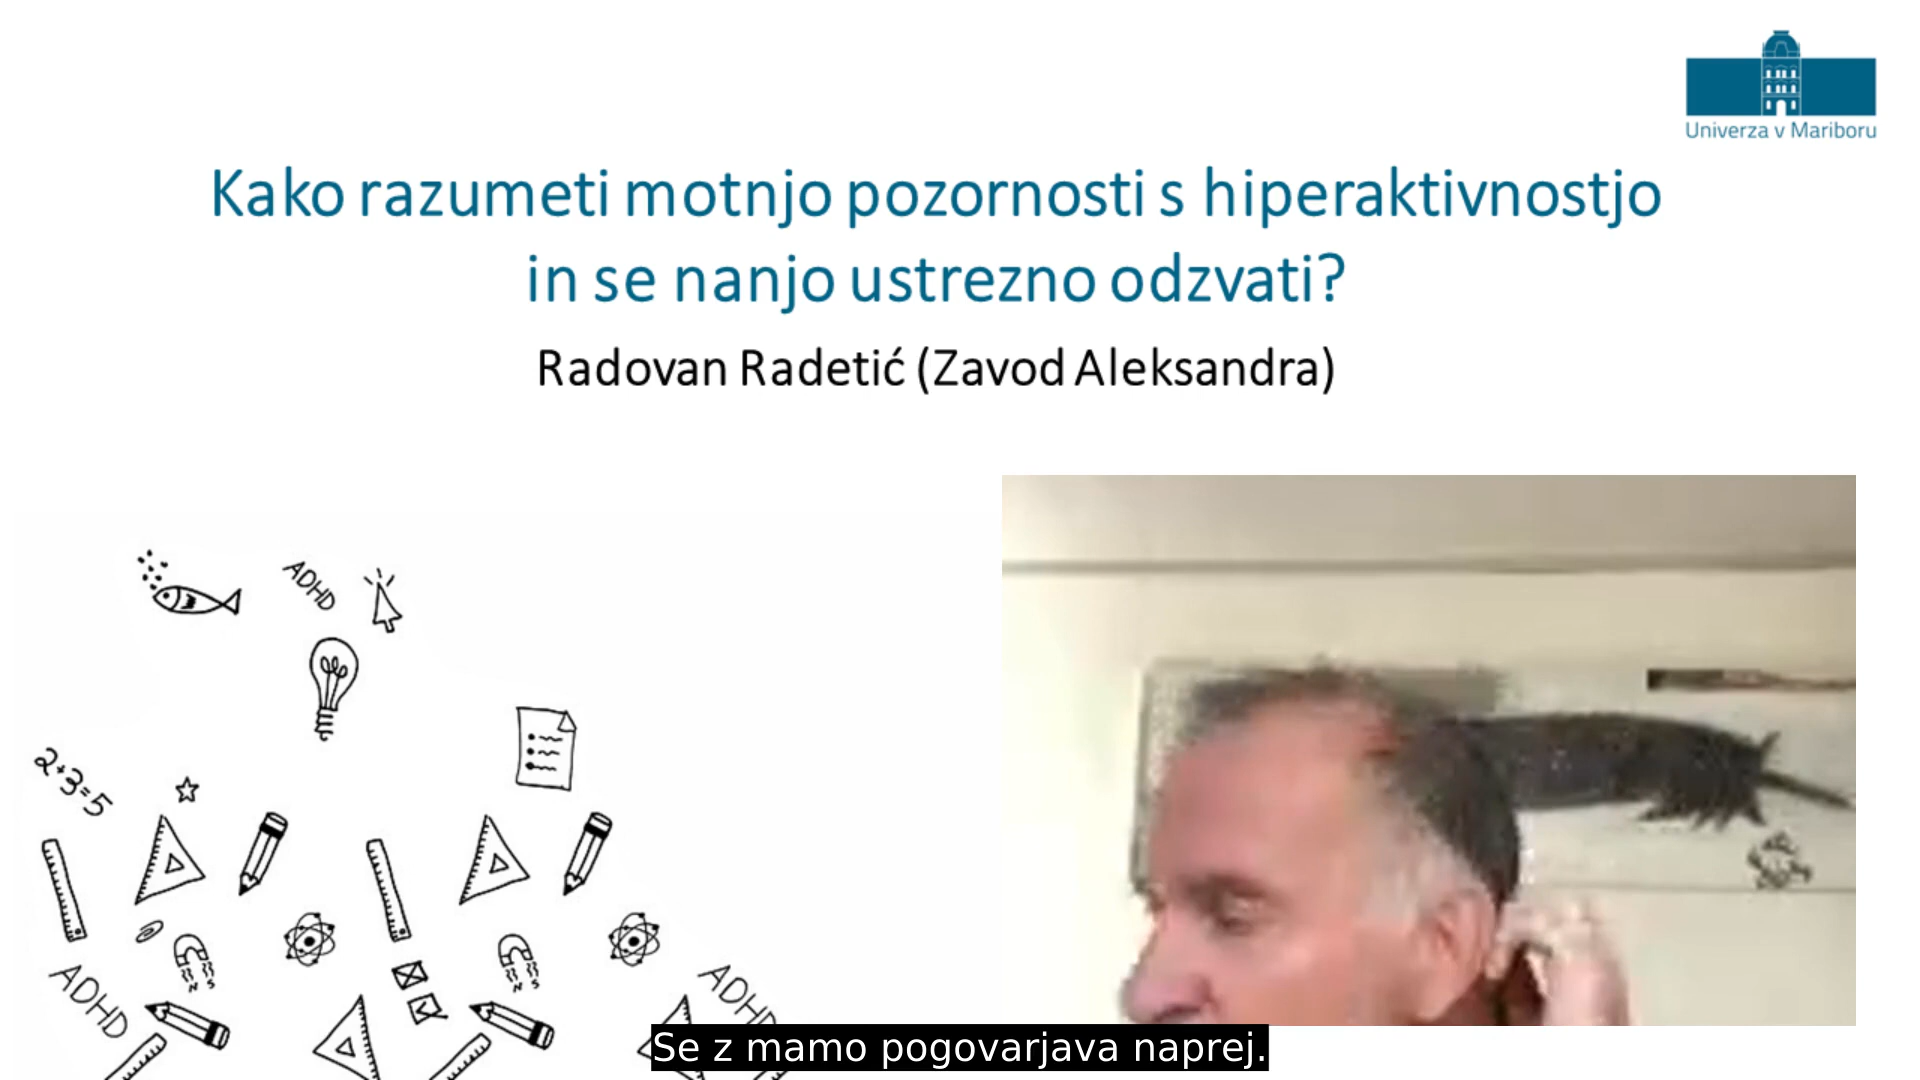 Univerza v Mariboru
Kako razumeti motnjo pozornosti s hiperaktivnostjo
in se nanjo ustrezno odzvati?
Radovan Radetić (Zavod Aleksandra)
ADHD
2+3=5
ADHD
ADHD
Se z mamo pogovarjava naprej.